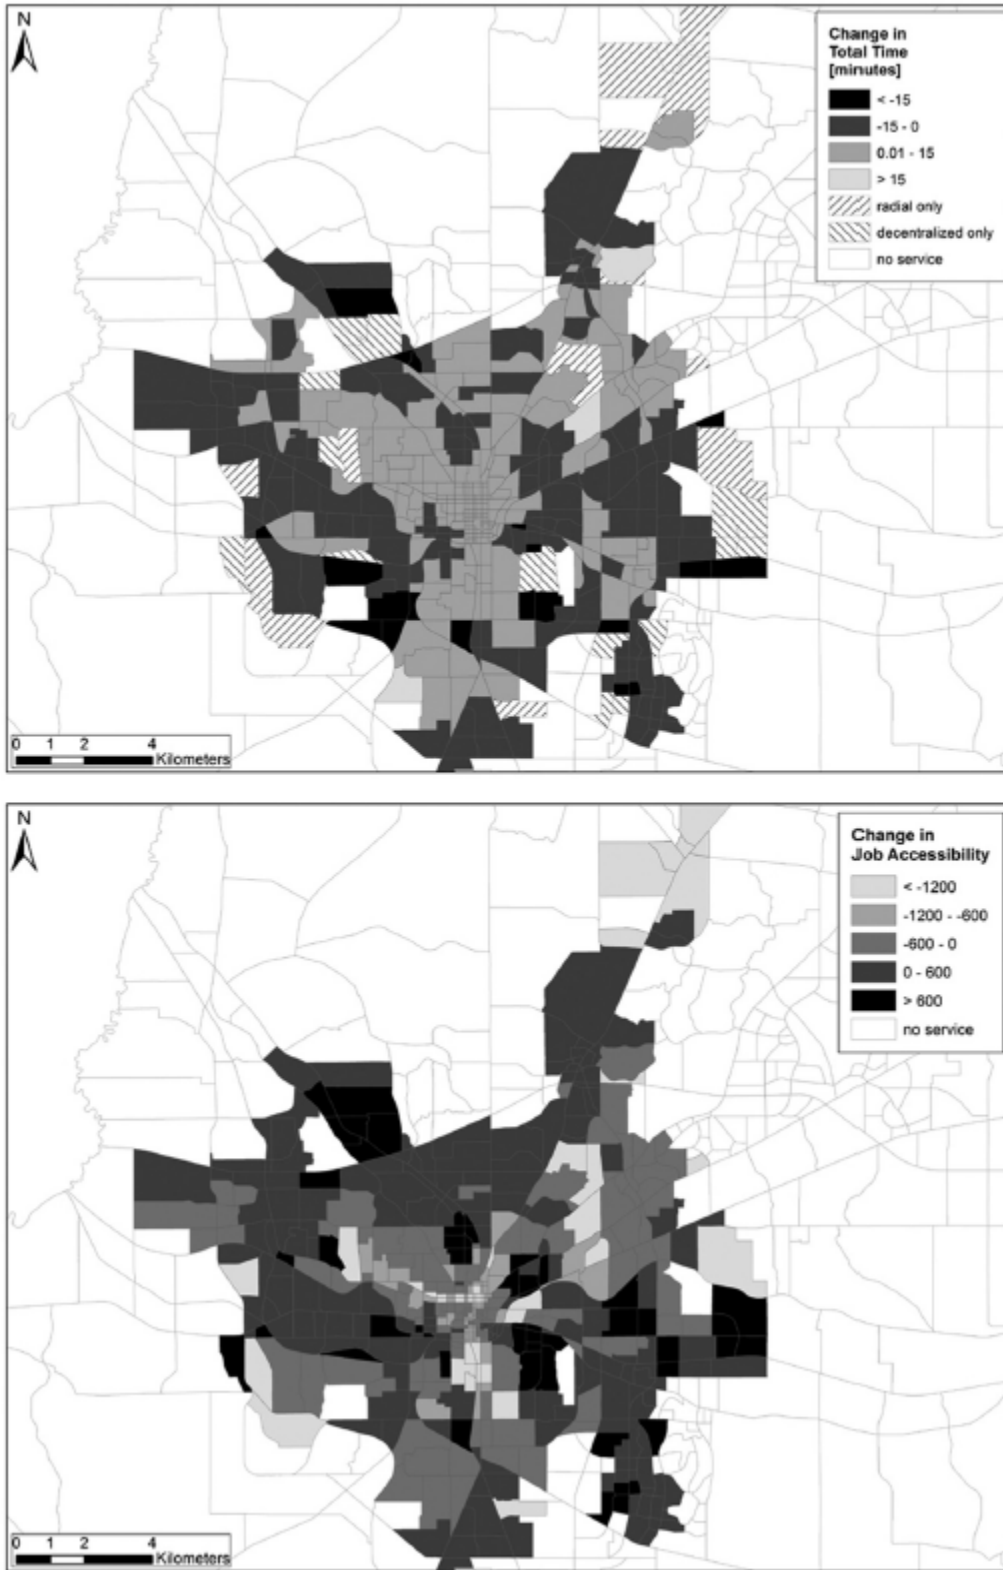 N
Change in
Total Time
[minutes]
< -15
-15 - 0
0.01 - 15
> 15
radial only
decentralized only
no service
0 1 2 4
Kilometers
N
Change in
Job Accessibility
< -1200
-1200 - -600
-600 - 0
0 - 600
> 600
no service
0 1 2 4
Kilometers